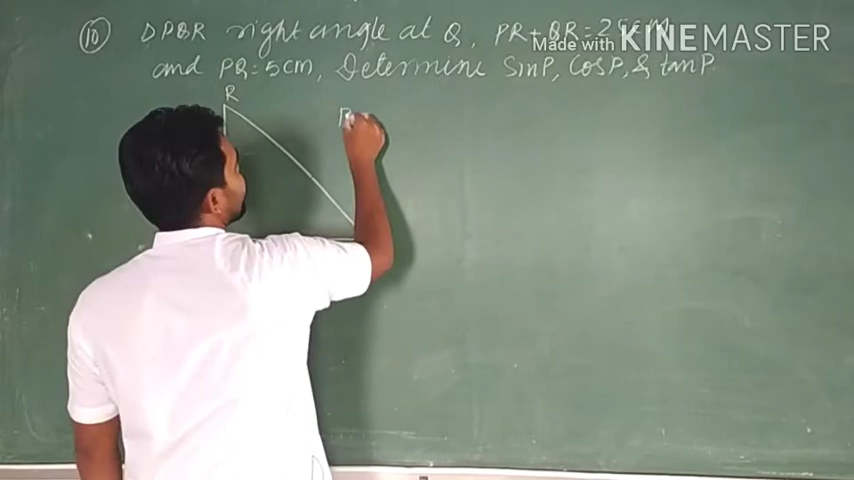 10 ΔPQR right angle at Q, PR+QR=25cm
and PQ=5cm, Determine SinP, CosP, & tanP.
Made with KINEMASTER
R
P